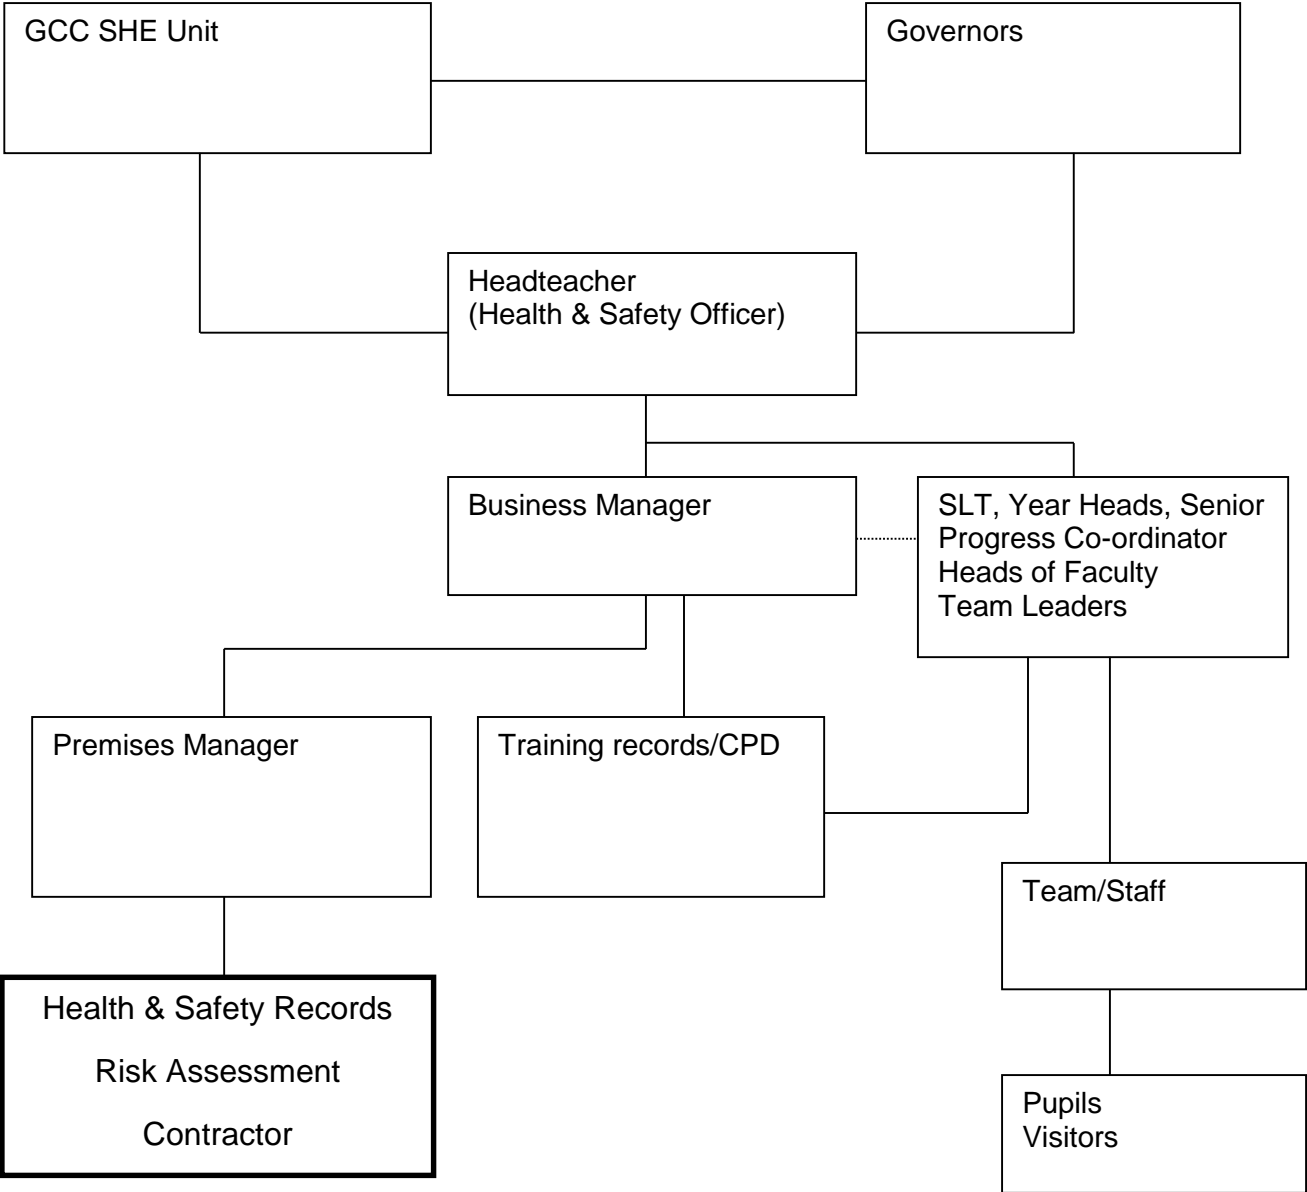 GCC SHE Unit
Governors
Headteacher
(Health & Safety Officer)
Business Manager
SLT, Year Heads, Senior
Progress Co-ordinator
Heads of Faculty
Team Leaders
Premises Manager
Training records/CPD
Team/Staff
Health & Safety Records
Risk Assessment
Contractor
Pupils
Visitors